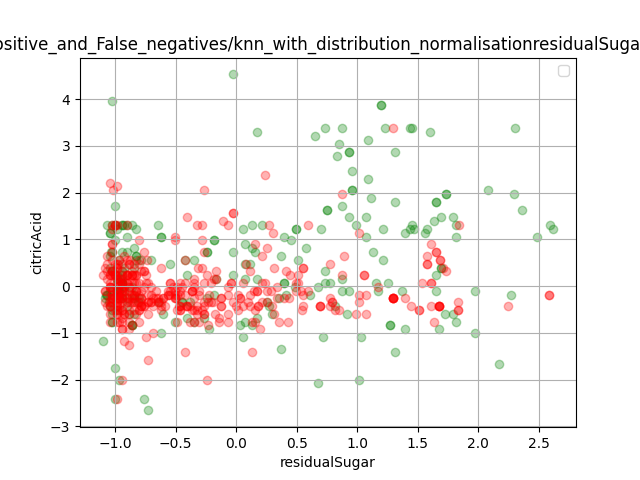 ositive_and_False_negatives/knn_with_distribution_normalisationresidualSuga
citricAcid
4
3
2
1
0
−1
−2
−3
−1.0 −0.5 0.0 0.5 1.0 1.5 2.0 2.5
residualSugar